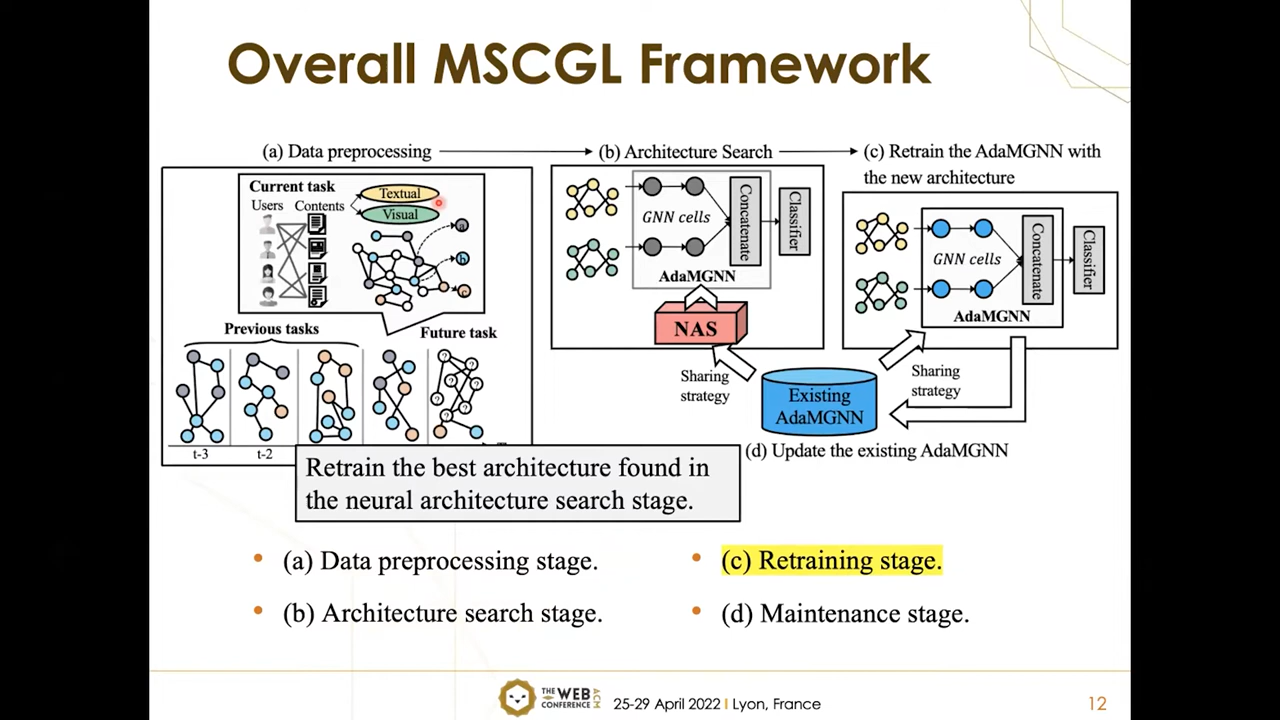 Overall MSCGL Framework
(a) Data preprocessing
(b) Architecture Search
(c) Retrain the AdaMGNN with
the new architecture
Current task
Users
Contents
Textual
Visual
a
b
c
Previous tasks
Future task
t-3
t-2
GNN cells
Concatenate
Classifier
AdaMGNN
NAS
Sharing
strategy
Existing
AdaMGNN
GNN cells
Concatenate
Classifier
AdaMGNN
Sharing
strategy
(d) Update the existing AdaMGNN
Retrain the best architecture found in
the neural architecture search stage.
• (a) Data preprocessing stage.
• (b) Architecture search stage.
• (c) Retraining stage.
• (d) Maintenance stage.
THE WEB
CONFERENCE
ACM
25-29 April 2022 I Lyon, France
12